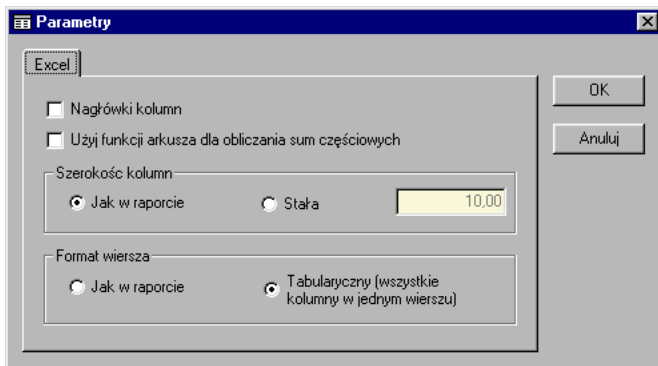 Parametry
Excel
OK
Nagłówki kolumn
Użyj funkcji arkusza dla obliczania sum częściowych
Anuluj
Szerokośc kolumn
Jak w raporcie
Stała
10,00
Format wiersza
Jak w raporcie
Tabularyczny (wszystkie
kolumny w jednym wierszu)